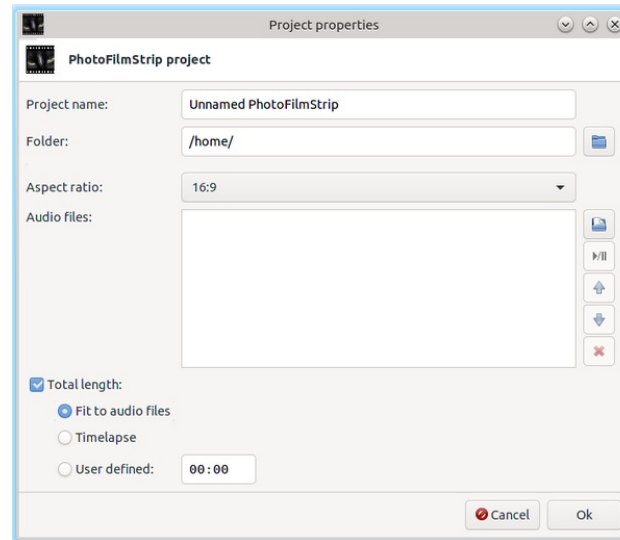 Project properties
PhotoFilmStrip project
Project name: Unnamed PhotoFilmStrip
Folder: /home/
Aspect ratio: 16:9
Audio files:
Total length:
Fit to audio files
Timelapse
User defined: 00:00
Cancel Ok